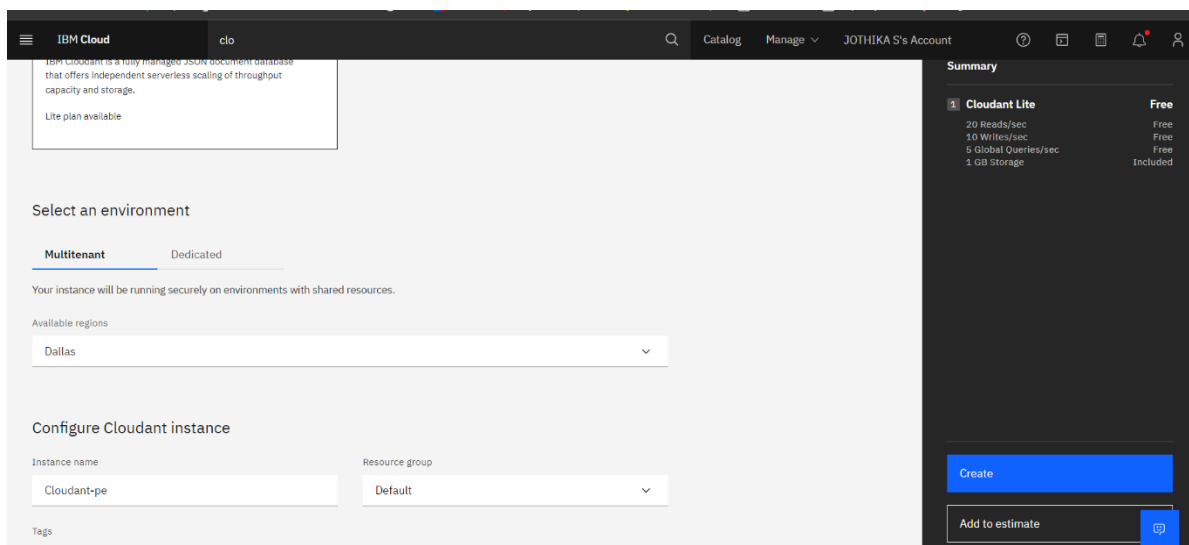 IBM Cloud
clo
Catalog
Manage
JOTHIKA S's Account
IBM Cloudant is a fully managed JSON document database
that offers independent serverless scaling of throughput
capacity and storage.
Lite plan available
Select an environment
Multitenant
Dedicated
Your instance will be running securely on environments with shared resources.
Available regions
Dallas
Configure Cloudant instance
Instance name
Resource group
Cloudant-pe
Default
Tags
Summary
1 Cloudant Lite Free
20 Reads/sec Free
10 Writes/sec Free
5 Global Queries/sec Free
1 GB Storage Included
Create
Add to estimate